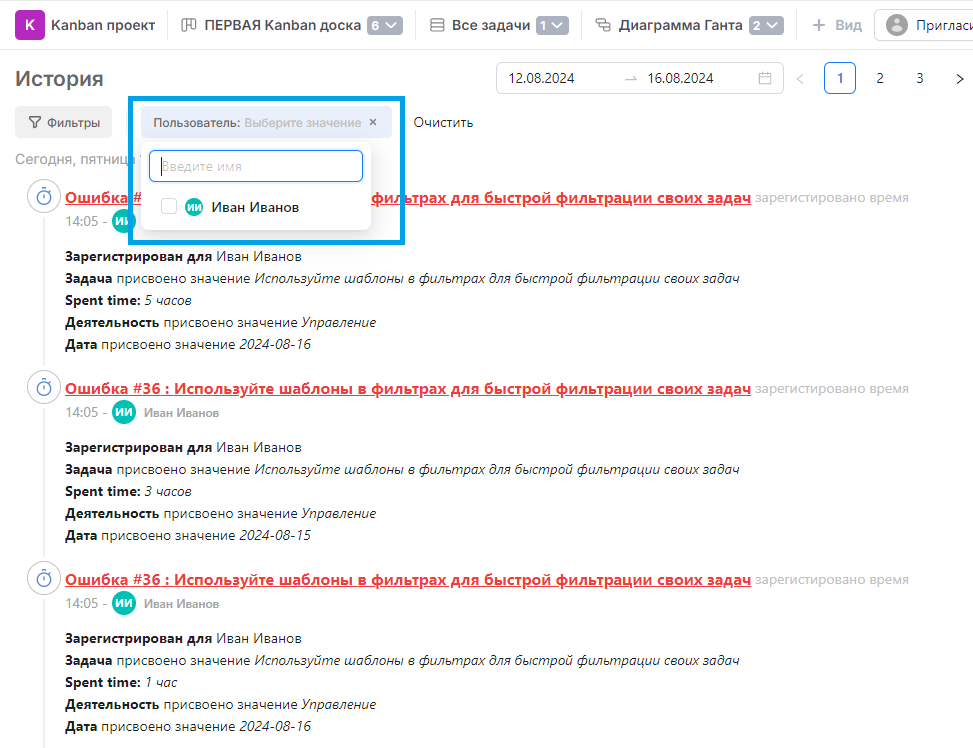 K Kanban проект ПЕРВАЯ Kanban доска 6 Все задачи 1 Диаграмма Ганта 2 + Вид
История 12.08.2024 → 16.08.2024 < 1 2 3 >
Фильтры Пользователь: Выберите значение × Очистить
Сегодня, пятница
Введите имя
Ошибка # фильтрах для быстрой фильтрации своих задач зарегистировано время
ИИ Иван Иванов
14:05 - ИИ
Зарегистрирован для Иван Иванов
Задача присвоено значение Используйте шаблоны в фильтрах для быстрой фильтрации своих задач
Spent time: 5 часов
Деятельность присвоено значение Управление
Дата присвоено значение 2024-08-16
Ошибка #36 : Используйте шаблоны в фильтрах для быстрой фильтрации своих задач зарегистировано время
14:05 - ИИ Иван Иванов
Зарегистрирован для Иван Иванов
Задача присвоено значение Используйте шаблоны в фильтрах для быстрой фильтрации своих задач
Spent time: 3 часов
Деятельность присвоено значение Управление
Дата присвоено значение 2024-08-15
Ошибка #36 : Используйте шаблоны в фильтрах для быстрой фильтрации своих задач зарегистировано время
14:05 - ИИ Иван Иванов
Зарегистрирован для Иван Иванов
Задача присвоено значение Используйте шаблоны в фильтрах для быстрой фильтрации своих задач
Spent time: 1 час
Деятельность присвоено значение Управление
Дата присвоено значение 2024-08-16